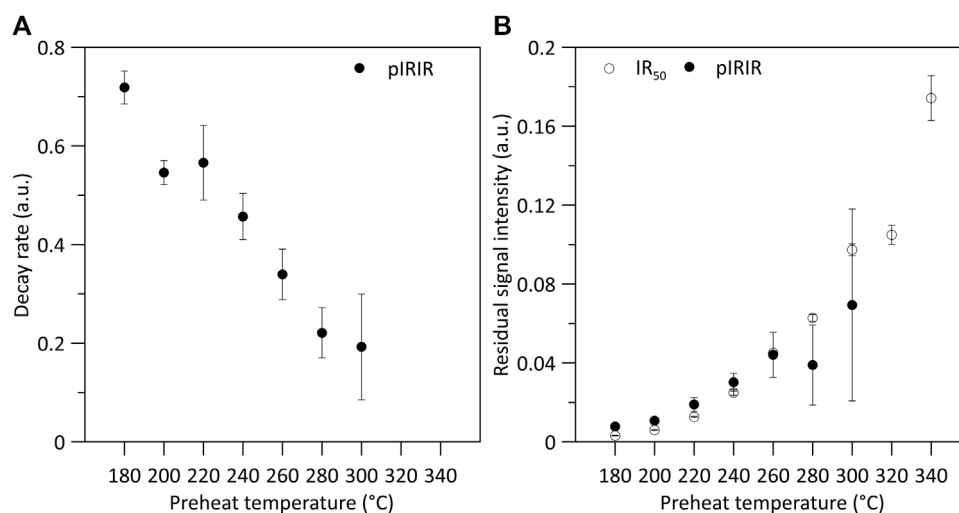 A
0.8
0.6
0.4
0.2
0
Decay rate (a.u.)
pIRIR
180 200 220 240 260 280 300 320 340
Preheat temperature (°C)
B
0.2
0.16
0.12
0.08
0.04
0
Residual signal intensity (a.u.)
IR50 pIRIR
180 200 220 240 260 280 300 320 340
Preheat temperature (°C)